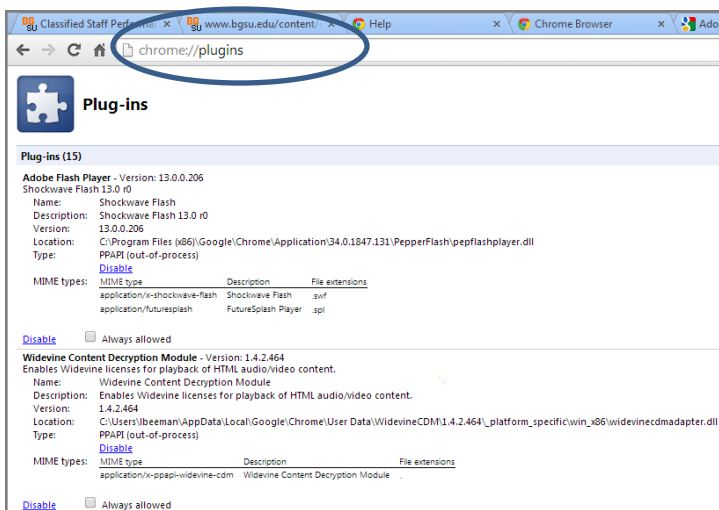 BG SU Classified Staff Performa
BG SU www.bgsu.edu/content/
Help
Chrome Browser
Ado
chrome://plugins
Plug-ins
Plug-ins (15)
Adobe Flash Player - Version: 13.0.0.206
Shockwave Flash 13.0 r0
Name: Shockwave Flash
Description: Shockwave Flash 13.0 r0
Version: 13.0.0.206
Location: C:\Program Files (x86)\Google\Chrome\Application\34.0.1847.131\PepperFlash\pepflashplayer.dll
Type: PPAPI (out-of-process)
Disable
MIME types: MIME type Description File extensions
application/x-shockwave-flash Shockwave Flash .swf
application/futuresplash FutureSplash Player .spl
Disable Always allowed
Widevine Content Decryption Module - Version: 1.4.2.464
Enables Widevine licenses for playback of HTML audio/video content.
Name: Widevine Content Decryption Module
Description: Enables Widevine licenses for playback of HTML audio/video content.
Version: 1.4.2.464
Location: C:\Users\lbeeman\AppData\Local\Google\Chrome\User Data\WidevineCDM\1.4.2.464\_platform_specific\win_x86\widevinecdmadapter.dll
Type: PPAPI (out-of-process)
Disable
MIME types: MIME type Description File extensions
application/x-ppapi-widevine-cdm Widevine Content Decryption Module .
Disable Always allowed